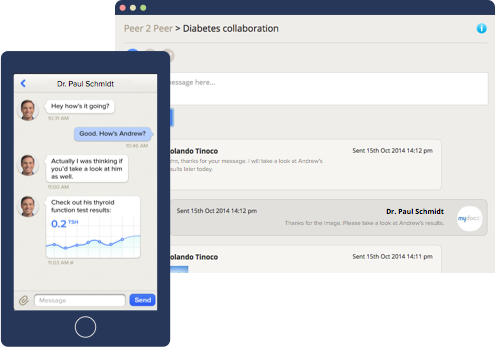 Peer 2 Peer > Diabetes collaboration
message here...
olando Tinoco
Sent 15th Oct 2014 14:12 pm
thanks for your message. I will take a look at Andrew's
sults later today.
Sent 15th Oct 2014 14:12 pm
Dr. Paul Schmidt
Thanks for the image. Please take a look at Andrew's results.
mydoc
olando Tinoco
Sent 15th Oct 2014 14:11 pm
Dr. Paul Schmidt
Hey how's it going?
10:31 AM
Good. How's Andrew?
10:46 AM
Actually I was thinking if
you'd take a look at him
as well.
11:00 AM
Check out his thyroid
function test results:
0.2 TSH
11:03 AM
Message
Send